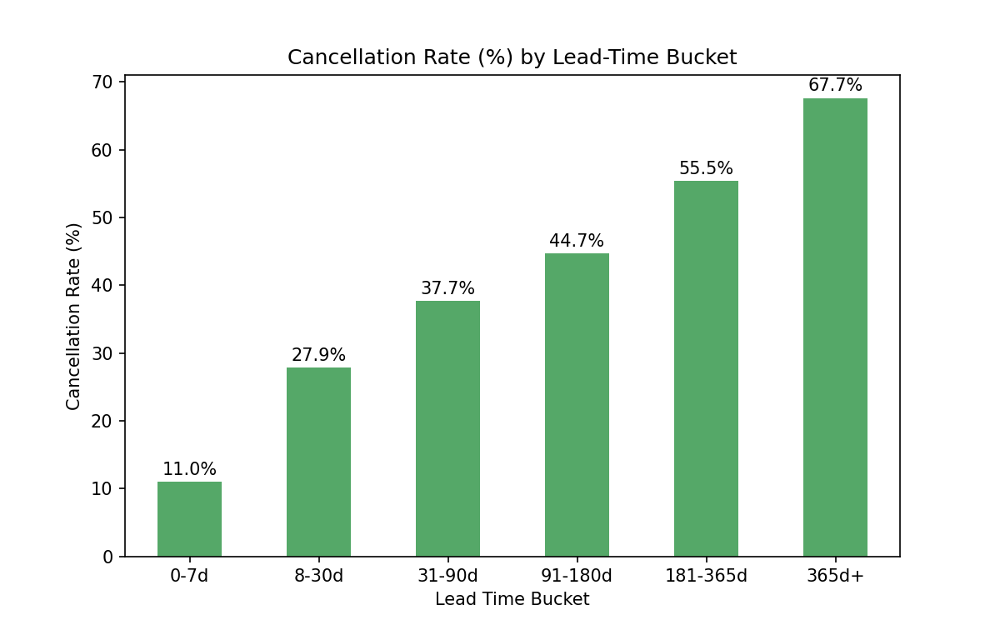 Cancellation Rate (%) by Lead-Time Bucket
Cancellation Rate (%)
70
60
50
40
30
20
10
0
11.0%
27.9%
37.7%
44.7%
55.5%
67.7%
0-7d
8-30d
31-90d
91-180d
181-365d
365d+
Lead Time Bucket